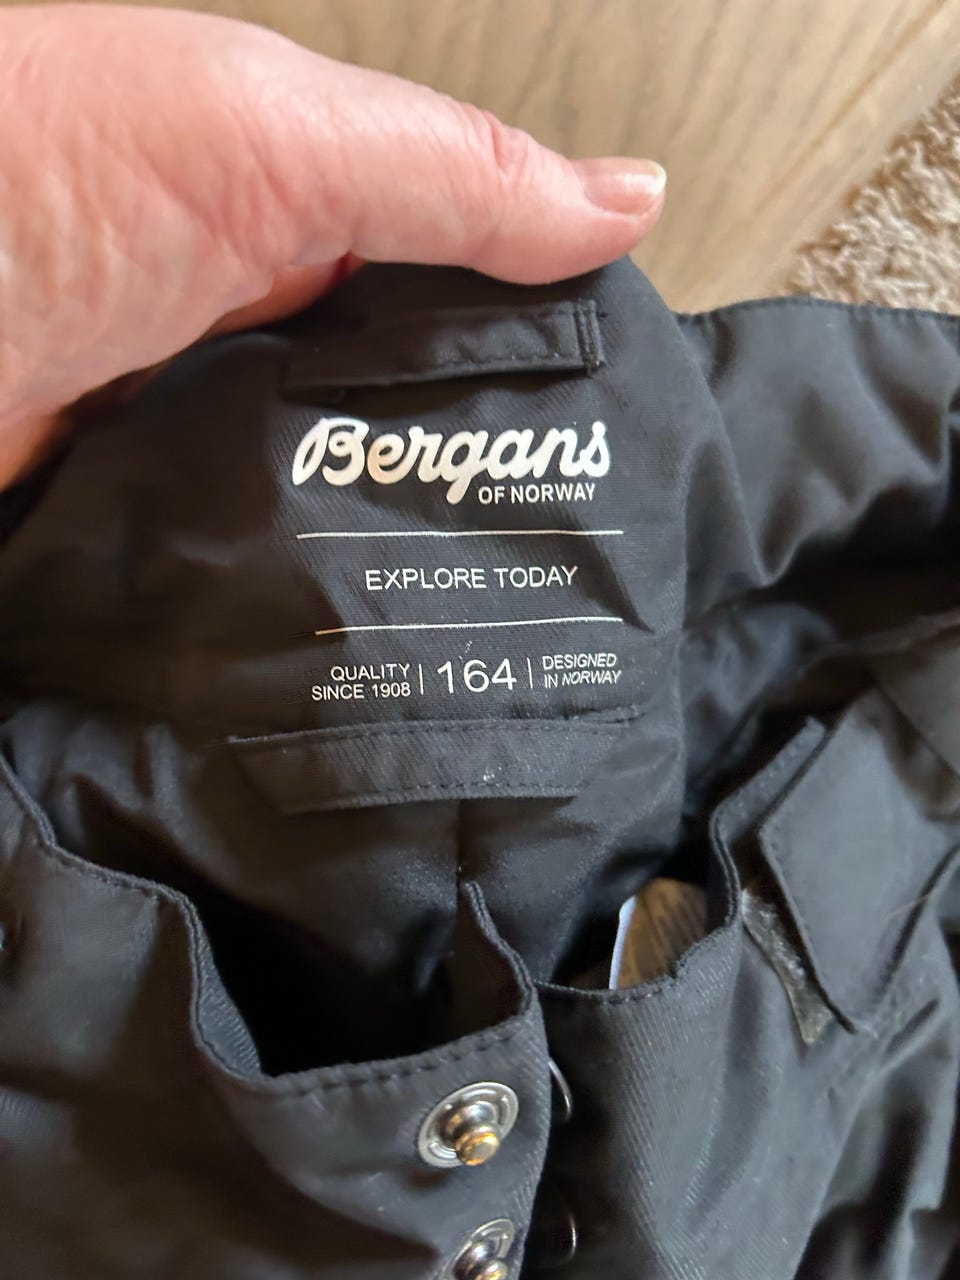 Bergans
OF NORWAY
EXPLORE TODAY
QUALITY
SINCE 1908
164
DESIGNED
IN NORWAY